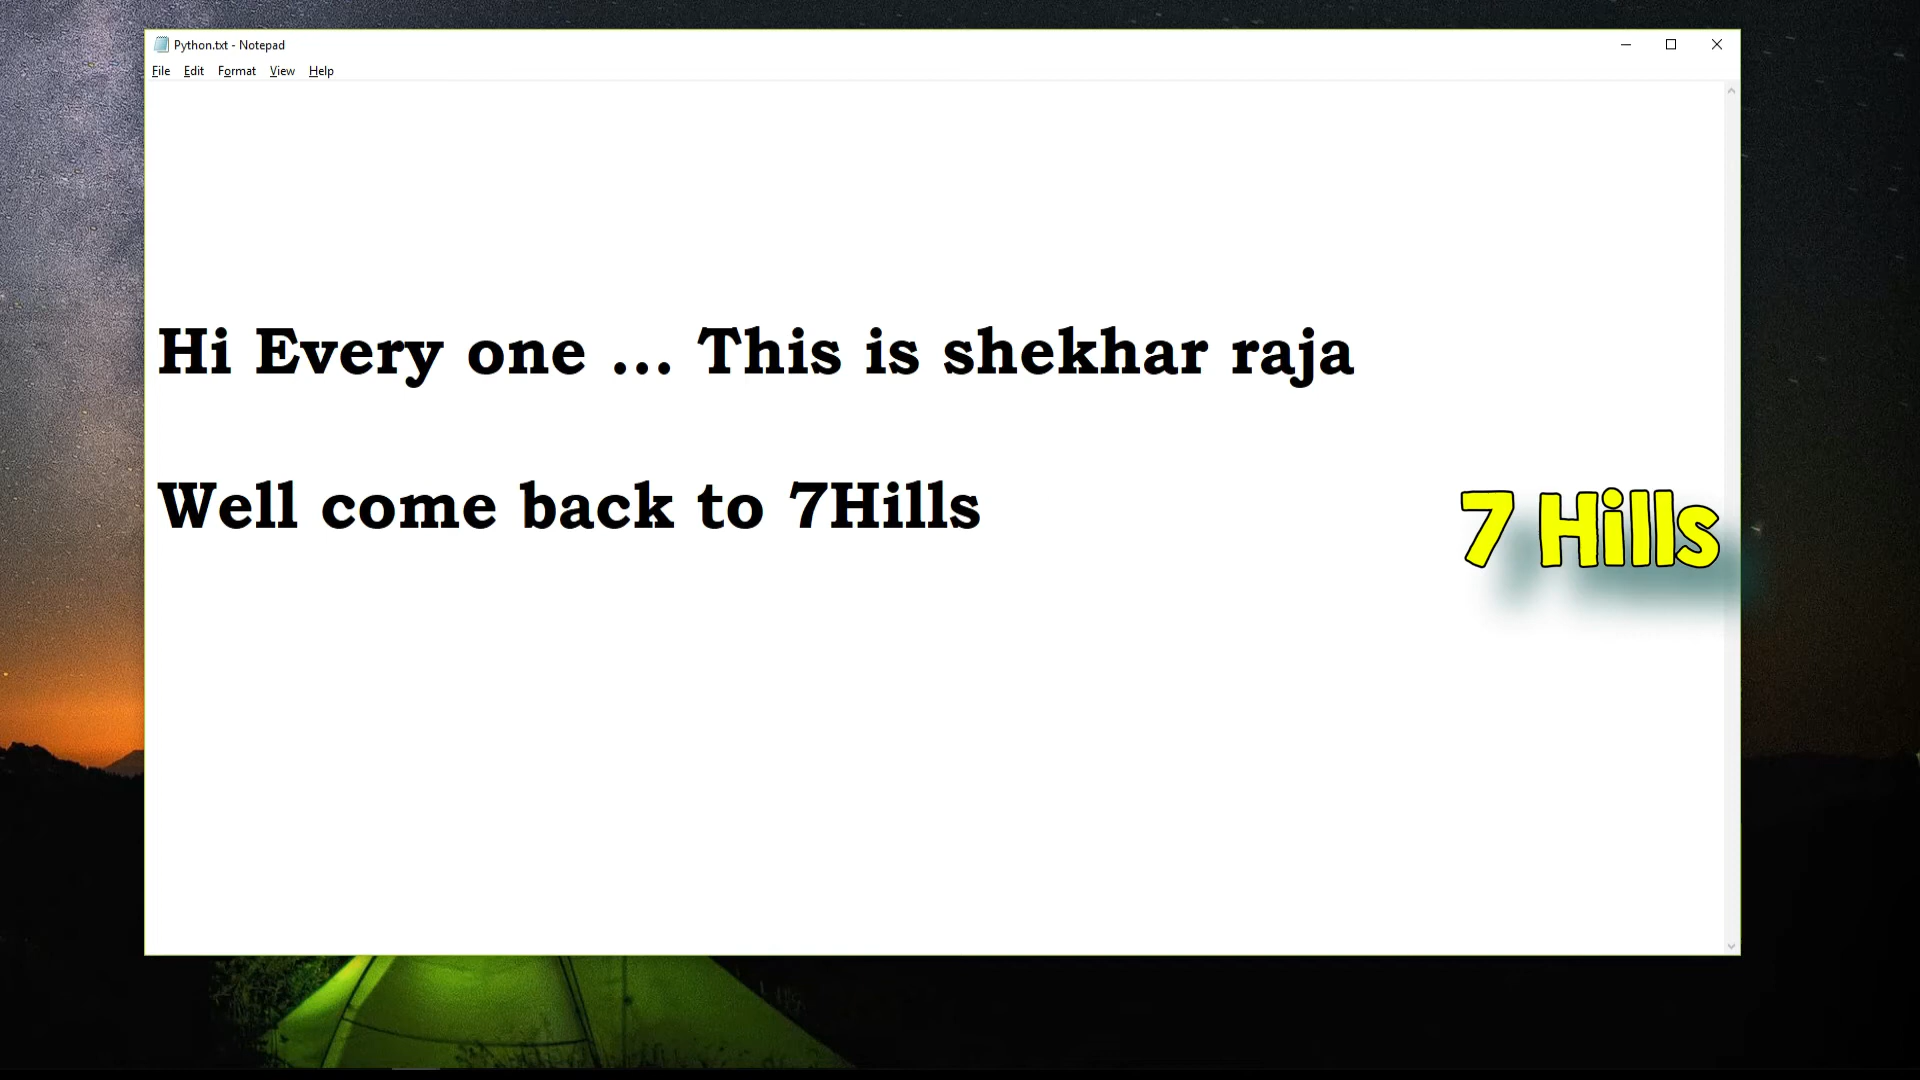 Python.txt - Notepad
File Edit Format View Help
Hi Every one ... This is shekhar raja
Well come back to 7Hills
7 Hills